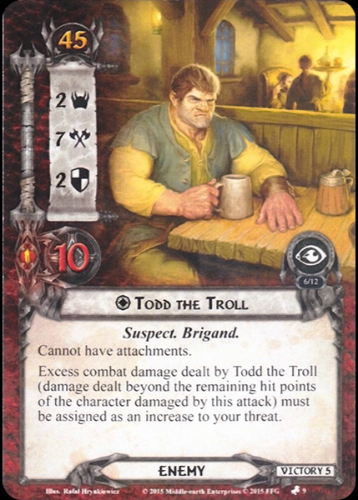 45
2
7
2
10
6/12
TODD THE TROLL
Suspect. Brigand.
Cannot have attachments.
Excess combat damage dealt by Todd the Troll
(damage dealt beyond the remaining hit points
of the character damaged by this attack) must
be assigned as an increase to your threat.
ENEMY
VICTORY 5
Illus. Rafał Hrynkiewicz
© 2015 Middle-earth Enterprises © 2015 FFG
9